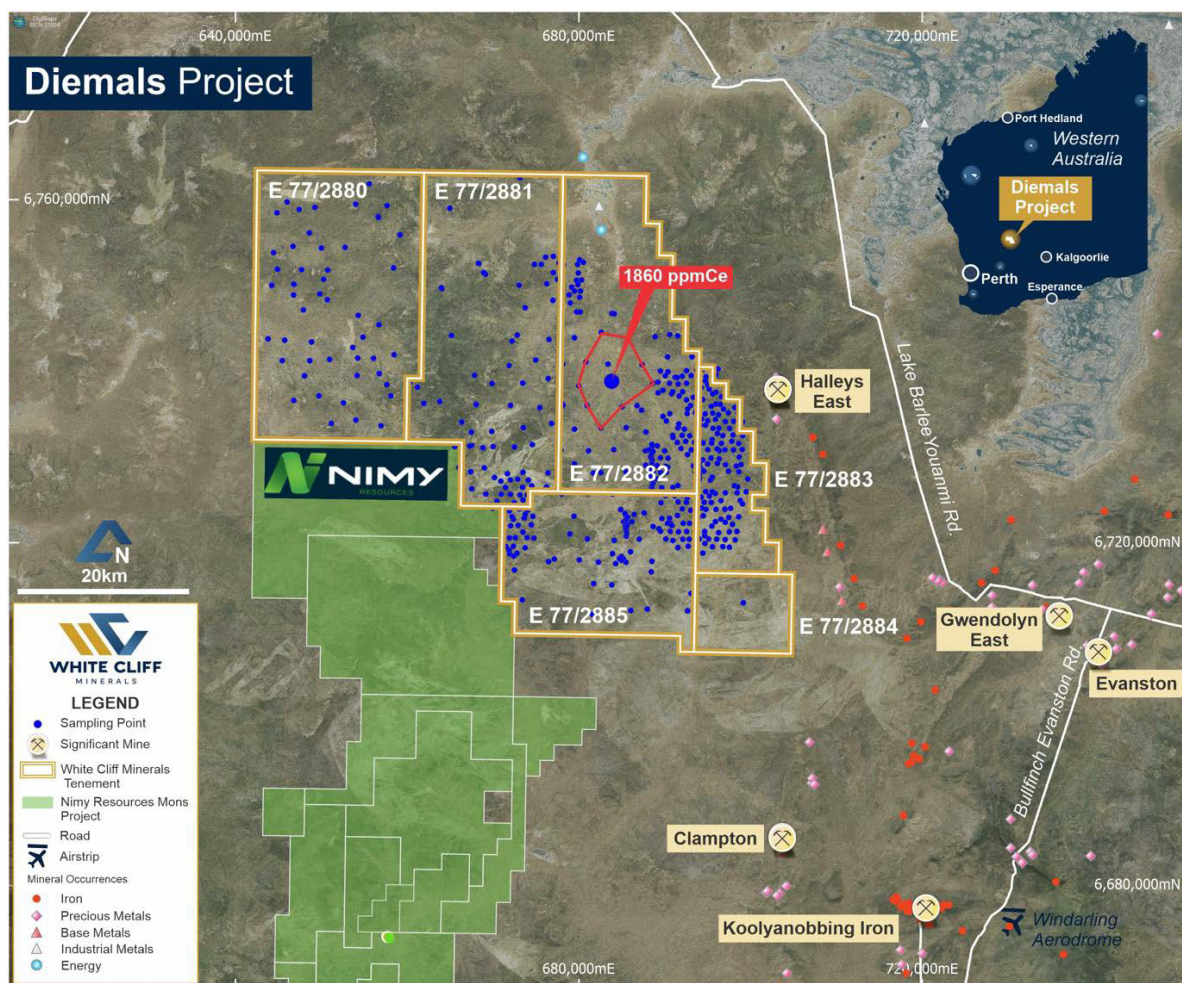 DigMaps
640,000mE
680,000mE
720,000mE
Diemals Project
Port Hedland
Western
Australia
Diemals
Project
Kalgoorlie
Perth
Esperance
6,760,000mN
E 77/2880
E 77/2881
1860 ppmCe
Halleys
East
Lake Barlee Youanmi Rd.
NIMY
RESOURCES
E 77/2882
E 77/2883
6,720,000mN
N
20km
E 77/2885
E 77/2884
Gwendolyn
East
Evanston
Bullfinch Evanston Rd.
WHITE CLIFF
MINERALS
LEGEND
Sampling Point
Significant Mine
White Cliff Minerals
Tenement
Nimy Resources Mons
Project
Road
Airstrip
Mineral Occurrences
Iron
Precious Metals
Base Metals
Industrial Metals
Energy
Clampton
6,680,000mN
Koolyanobbing Iron
Windarling
Aerodrome
680,000mE
720,000mE